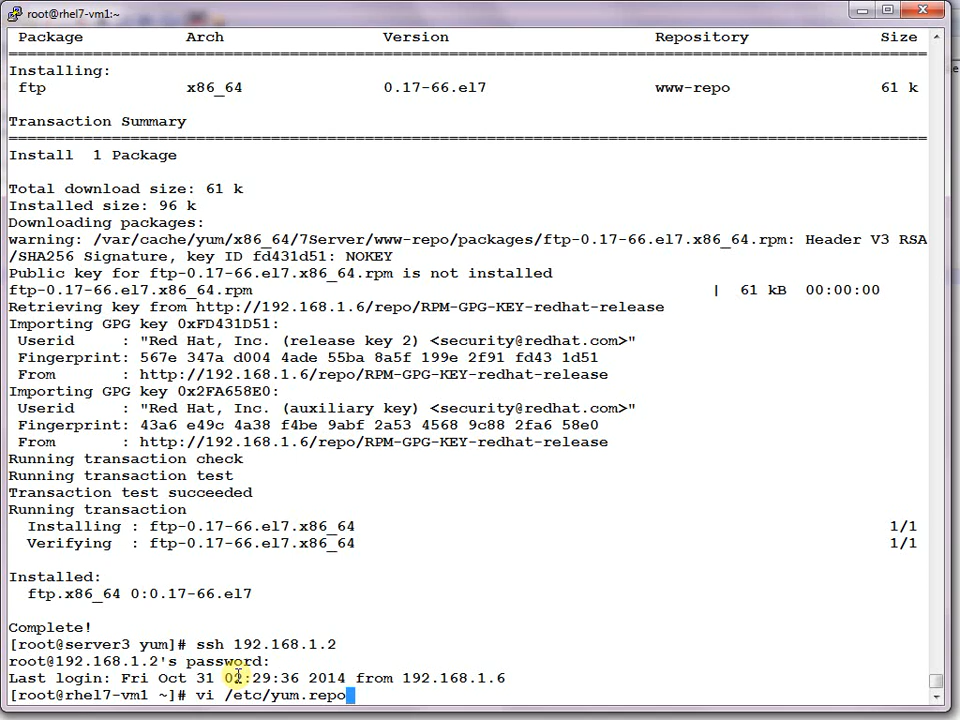 root@rhel7-vm1:~
Package Arch Version Repository Size
================================================================================
Installing:
ftp x86_64 0.17-66.el7 www-repo 61 k
Transaction Summary
================================================================================
Install  1 Package
Total download size: 61 k
Installed size: 96 k
Downloading packages:
warning: /var/cache/yum/x86_64/7Server/www-repo/packages/ftp-0.17-66.el7.x86_64.rpm: Header V3 RSA
/SHA256 Signature, key ID fd431d51: NOKEY
Public key for ftp-0.17-66.el7.x86_64.rpm is not installed
ftp-0.17-66.el7.x86_64.rpm | 61 kB 00:00:00
Retrieving key from http://192.168.1.6/repo/RPM-GPG-KEY-redhat-release
Importing GPG key 0xFD431D51:
Userid : "Red Hat, Inc. (release key 2) <security@redhat.com>"
Fingerprint: 567e 347a d004 4ade 55ba 8a5f 199e 2f91 fd43 1d51
From : http://192.168.1.6/repo/RPM-GPG-KEY-redhat-release
Importing GPG key 0x2FA658E0:
Userid : "Red Hat, Inc. (auxiliary key) <security@redhat.com>"
Fingerprint: 43a6 e49c 4a38 f4be 9abf 2a53 4568 9c88 2fa6 58e0
From : http://192.168.1.6/repo/RPM-GPG-KEY-redhat-release
Running transaction check
Running transaction test
Transaction test succeeded
Running transaction
Installing : ftp-0.17-66.el7.x86_64 1/1
Verifying : ftp-0.17-66.el7.x86_64 1/1
Installed:
ftp.x86_64 0:0.17-66.el7
Complete!
[root@server3 yum]# ssh 192.168.1.2
root@192.168.1.2's password:
Last login: Fri Oct 31 02:29:36 2014 from 192.168.1.6
[root@rhel7-vm1 ~]# vi /etc/yum.repo